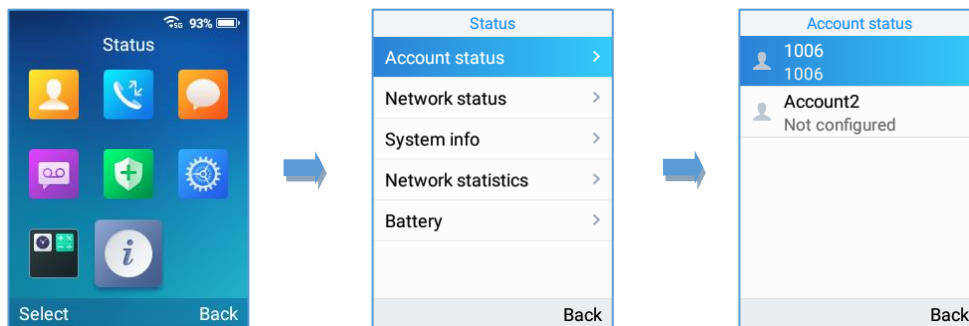 5G 93%
Status
Select Back
Status
Account status
Network status
System info
Network statistics
Battery
Back
Account status
1006
1006
Account2
Not configured
Back